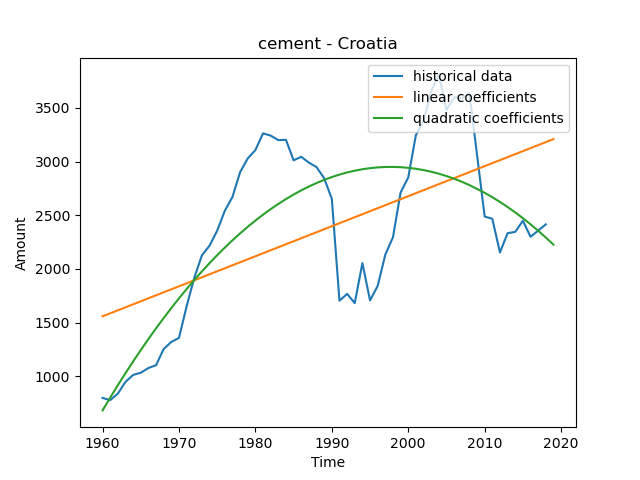 cement - Croatia
historical data
linear coefficients
quadratic coefficients
Amount
3500
3000
2500
2000
1500
1000
1960 1970 1980 1990 2000 2010 2020
Time